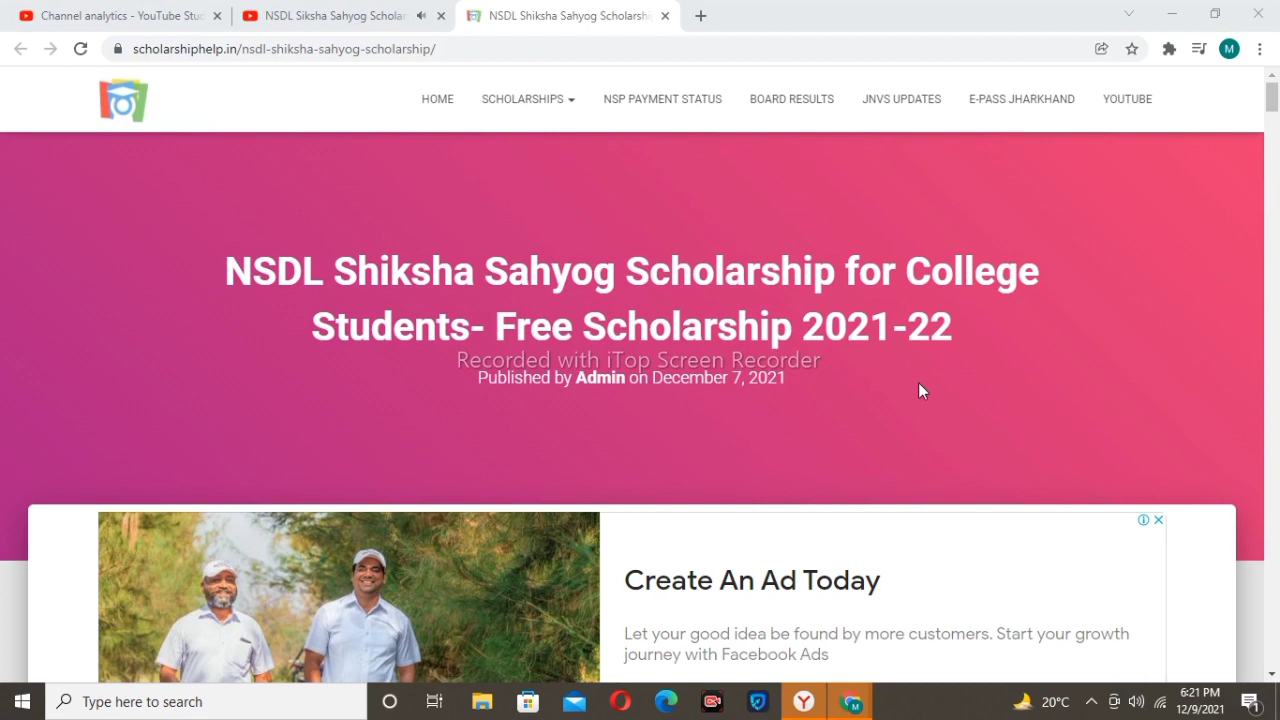 Channel analytics - YouTube Stud
NSDL Siksha Sahyog Scholar
NSDL Shiksha Sahyog Scholarship
scholarshiphelp.in/nsdl-shiksha-sahyog-scholarship/
M
HOME SCHOLARSHIPS NSP PAYMENT STATUS BOARD RESULTS JNVS UPDATES E-PASS JHARKHAND YOUTUBE
NSDL Shiksha Sahyog Scholarship for College
Students- Free Scholarship 2021-22
Recorded with iTop Screen Recorder
Published by Admin on December 7, 2021
Create An Ad Today
Let your good idea be found by more customers. Start your growth
journey with Facebook Ads
Type here to search
20°C
6:21 PM
12/9/2021
1